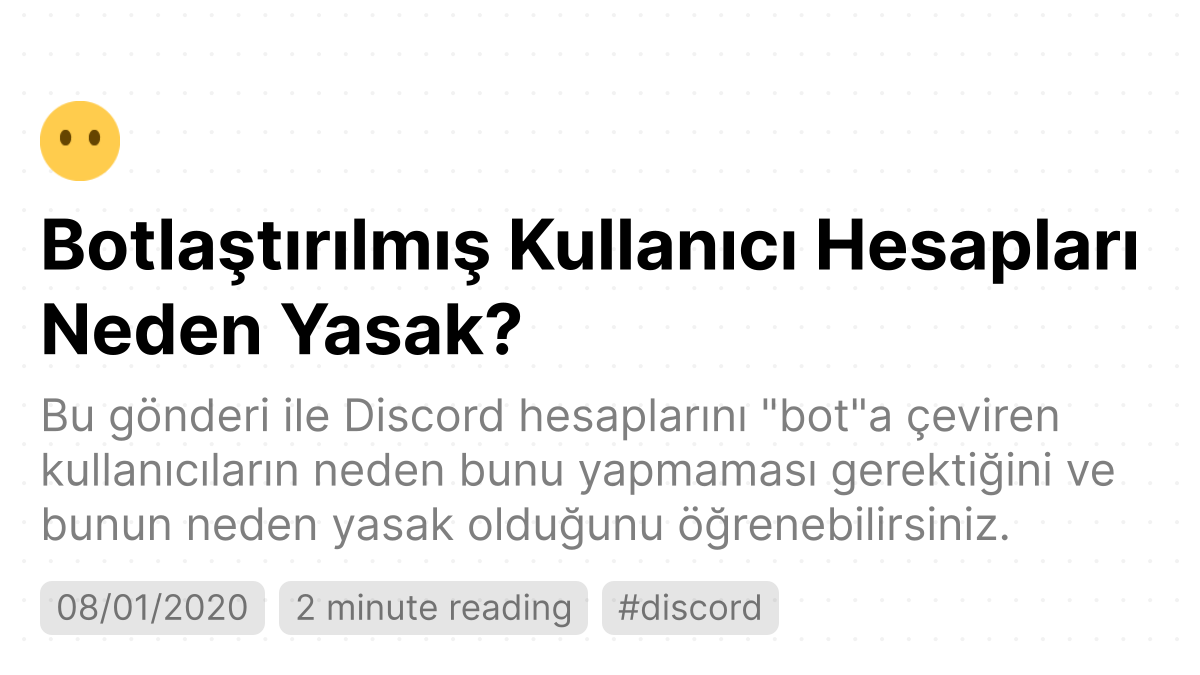 Botlaştırılmış Kullanıcı Hesapları
Neden Yasak?
Bu gönderi ile Discord hesaplarını "bot"a çeviren
kullanıcıların neden bunu yapmaması gerektiğini ve
bunun neden yasak olduğunu öğrenebilirsiniz.
08/01/2020 2 minute reading #discord